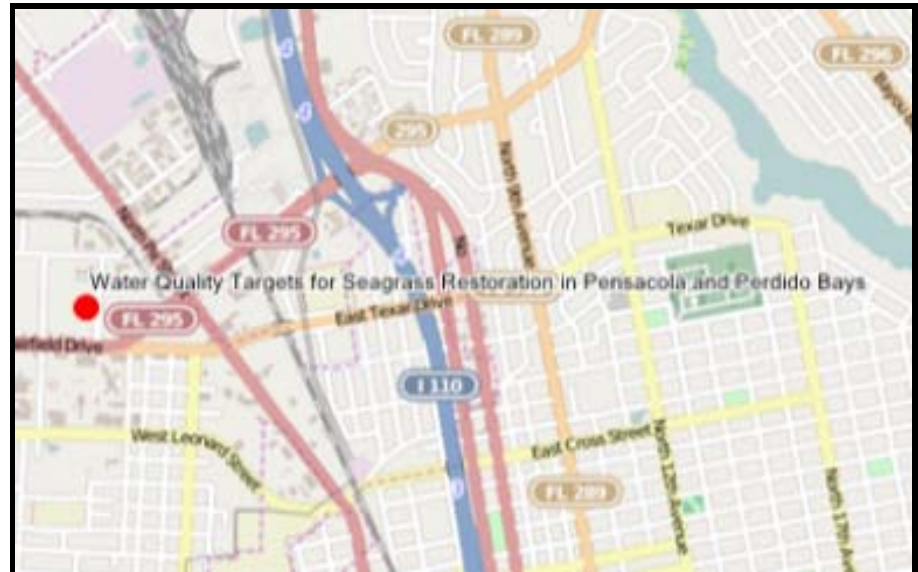 FL 289
FL 296
295
North 9th Avenue
FL 295
Texar Drive
Water Quality Targets for Seagrass Restoration in Pensacola and Perdido Bays
FL 295
East Texar Drive
airfield Drive
I 110
West Leonard Street
East Cross Street
North 12th Avenue
FL 289
North 17th Av